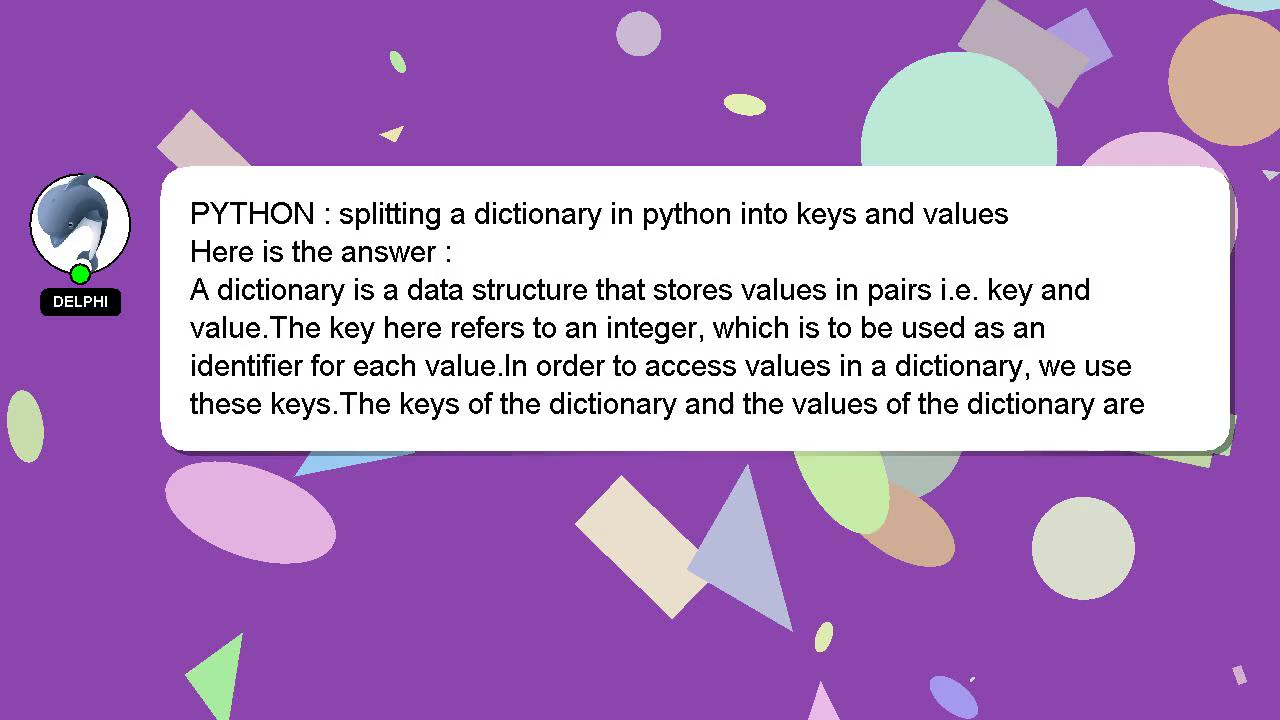 PYTHON : splitting a dictionary in python into keys and values
Here is the answer :
A dictionary is a data structure that stores values in pairs i.e. key and
value.The key here refers to an integer, which is to be used as an
identifier for each value.In order to access values in a dictionary, we use
these keys.The keys of the dictionary and the values of the dictionary are
DELPHI